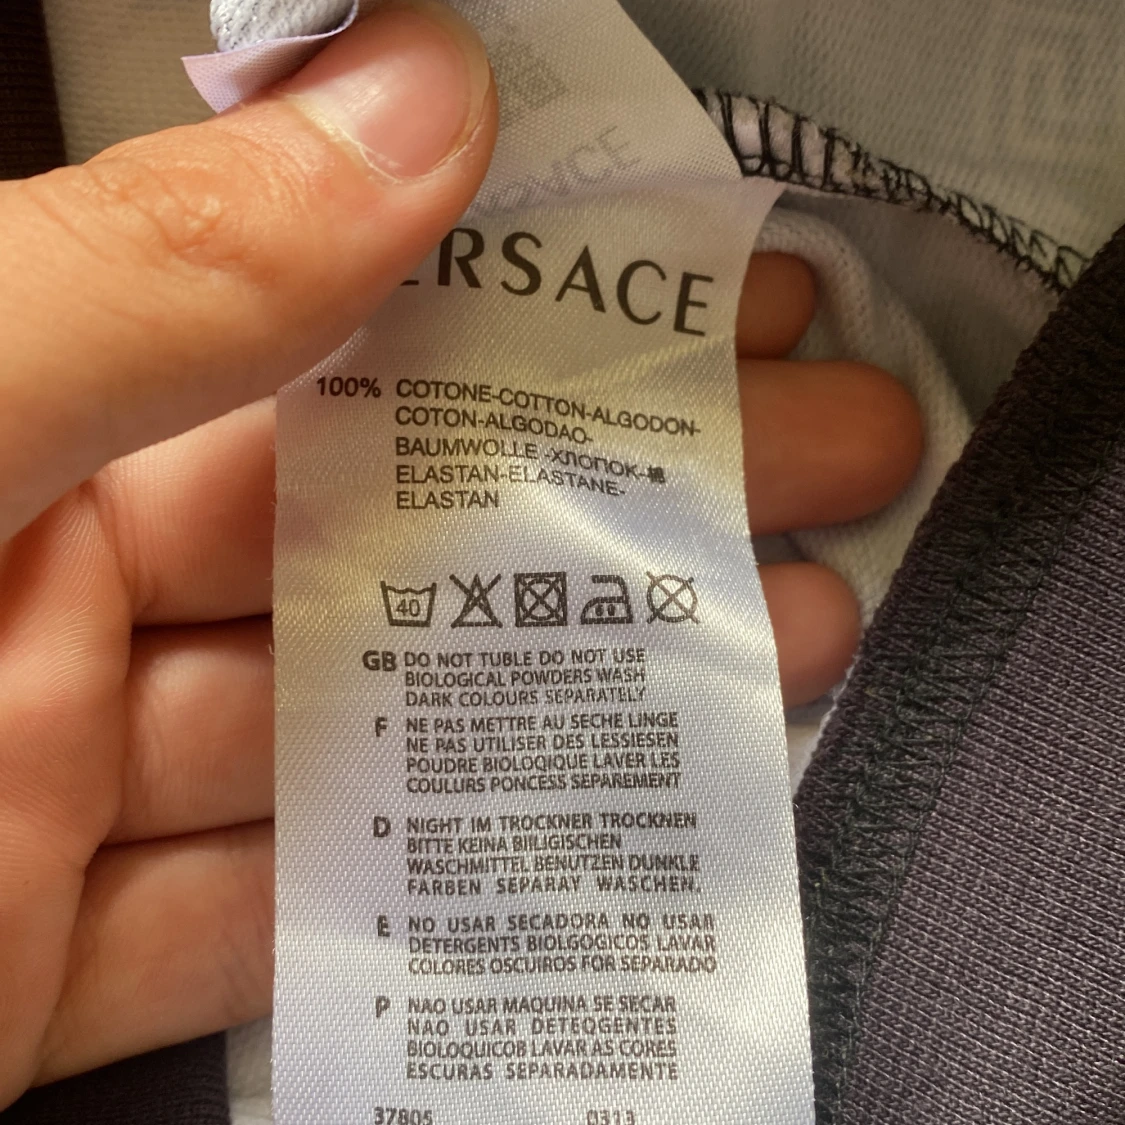 ERSACE
100% COTONE-COTTON-ALGODON-
COTON-ALGODAO-
BAUMWOLLE -хлопок-棉
ELASTAN-ELASTANE-
ELASTAN
40
GB DO NOT TUBLE DO NOT USE
BIOLOGICAL POWDERS WASH
DARK COLOURS SEPARATELY
F NE PAS METTRE AU SECHE LINGE
NE PAS UTILISER DES LESSIESEN
POUDRE BIOLOQIQUE LAVER LES
COULURS PONCESS SEPAREMENT
D NIGHT IM TROCKNER TROCKNEN
BITTE KEINA BIILIGISCHEN
WASCHMITTEL BENUTZEN DUNKLE
FARBEN SEPARAY WASCHEN.
E NO USAR SECADORA NO USAR
DETERGENTS BIOLGOGICOS LAVAR
COLORES OSCUIROS FOR SEPARADO
P NAO USAR MAQUINA SE SECAR
NAO USAR DETEQGENTES
BIOLOQUICOB LAVAR AS CORES
ESCURAS SEPARADAMENTE
37805 0313